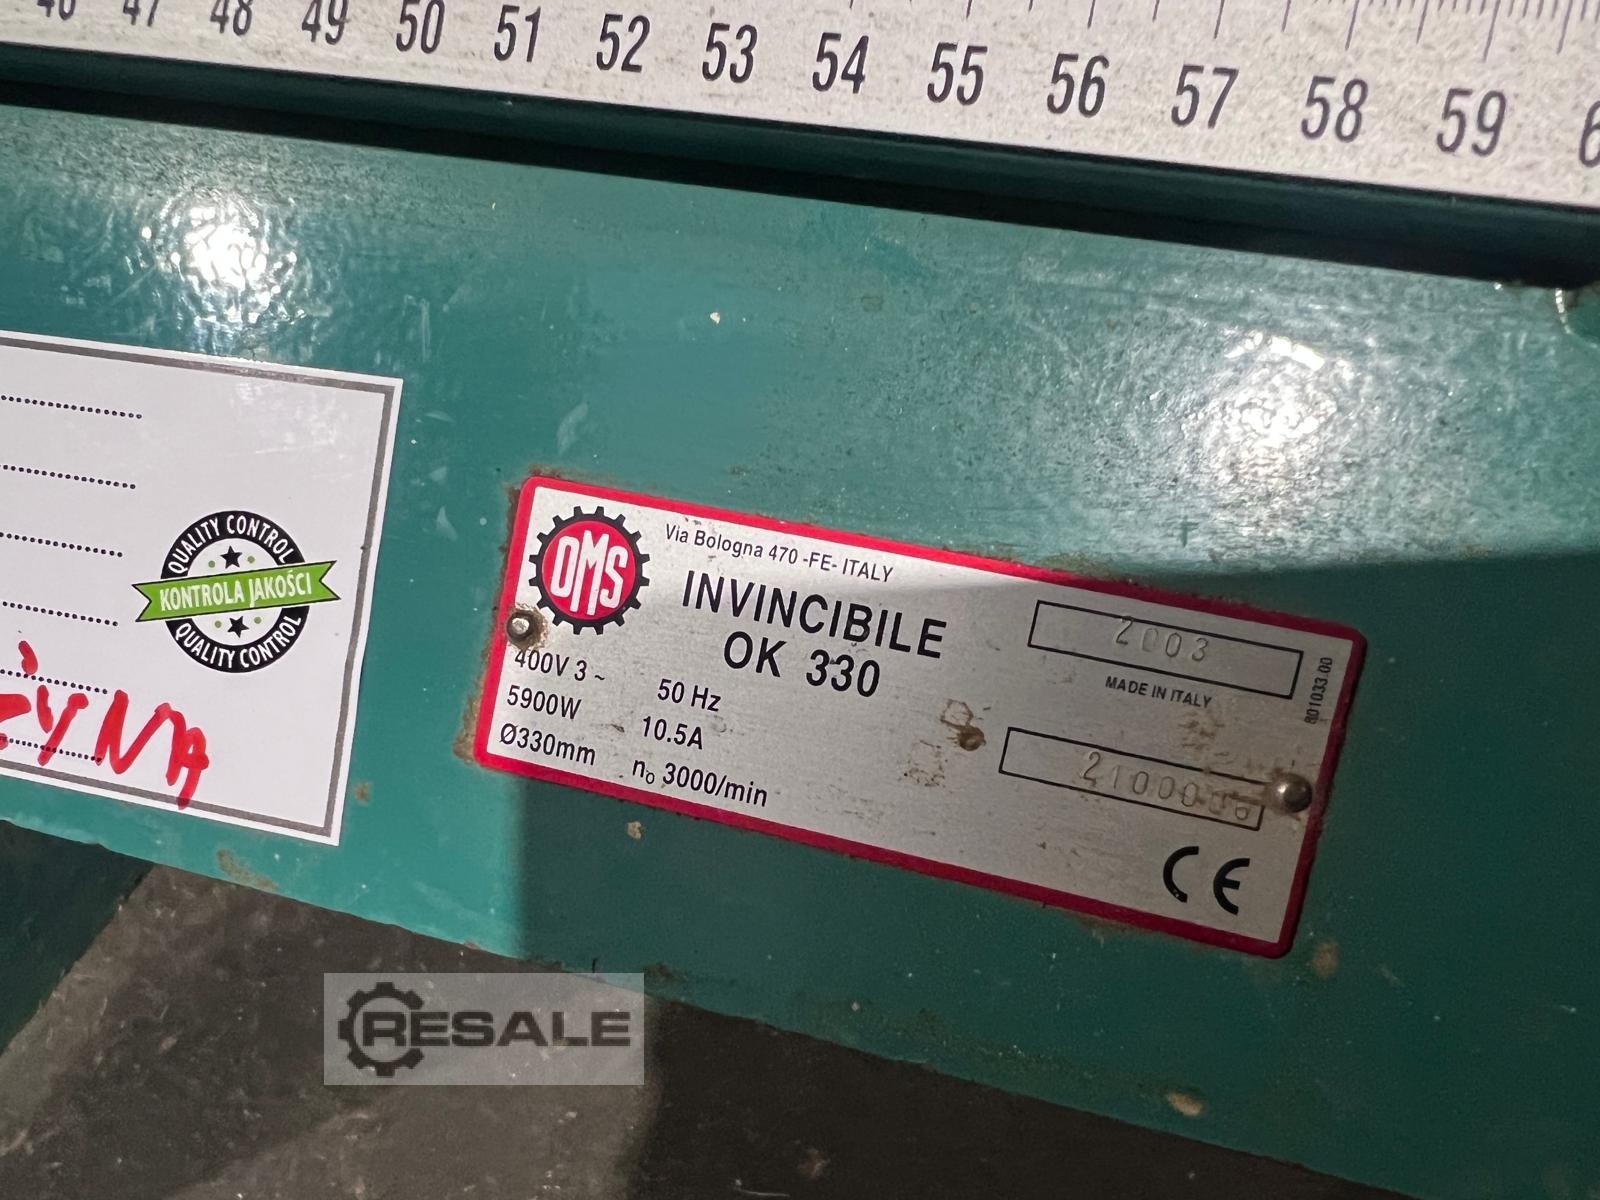 47 48 49 50 51 52 53 54 55 56 57 58 59
QUALITY CONTROL
KONTROLA JAKOŚCI
QUALITY CONTROL
OMS
Via Bologna 470 -FE- ITALY
INVINCIBILE
OK 330
400V 3 ~
50 Hz
5900W
10.5A
Ø330mm
n₀ 3000/min
2003
MADE IN ITALY
801033.00
CE
RESALE